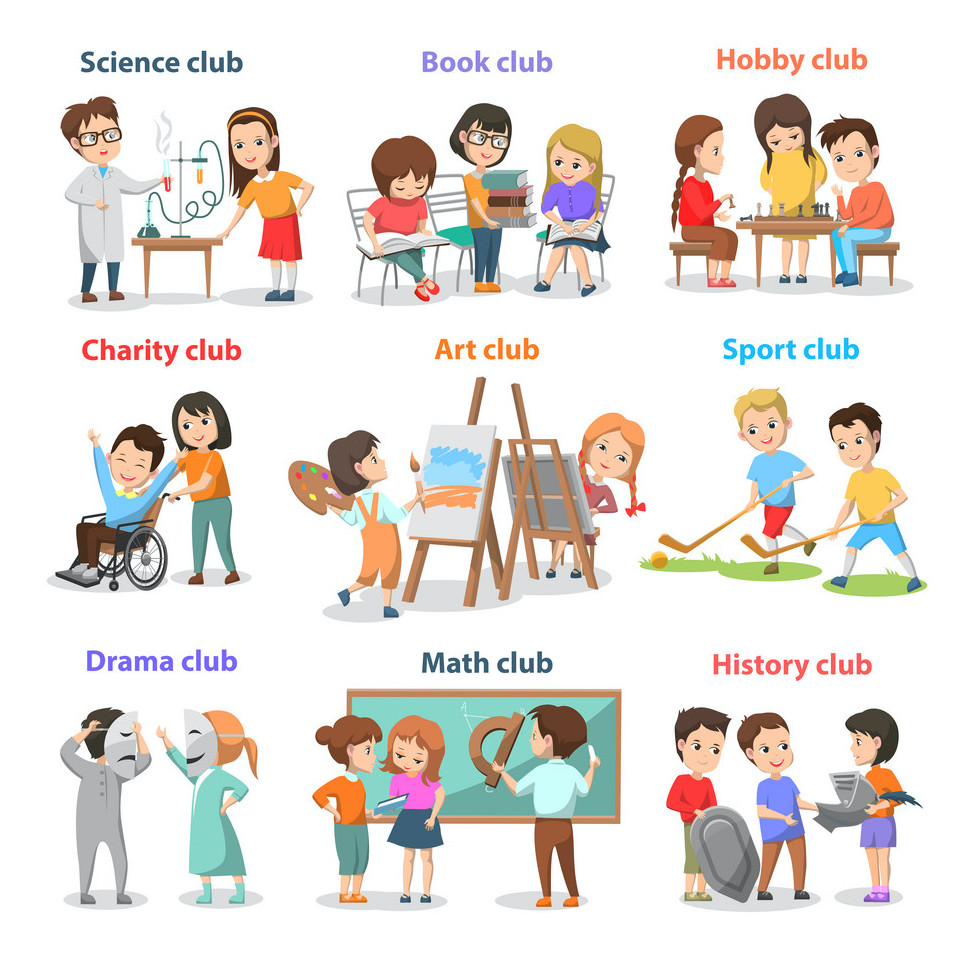 Science club
Book club
Hobby club
Charity club
Art club
Sport club
Drama club
Math club
History club